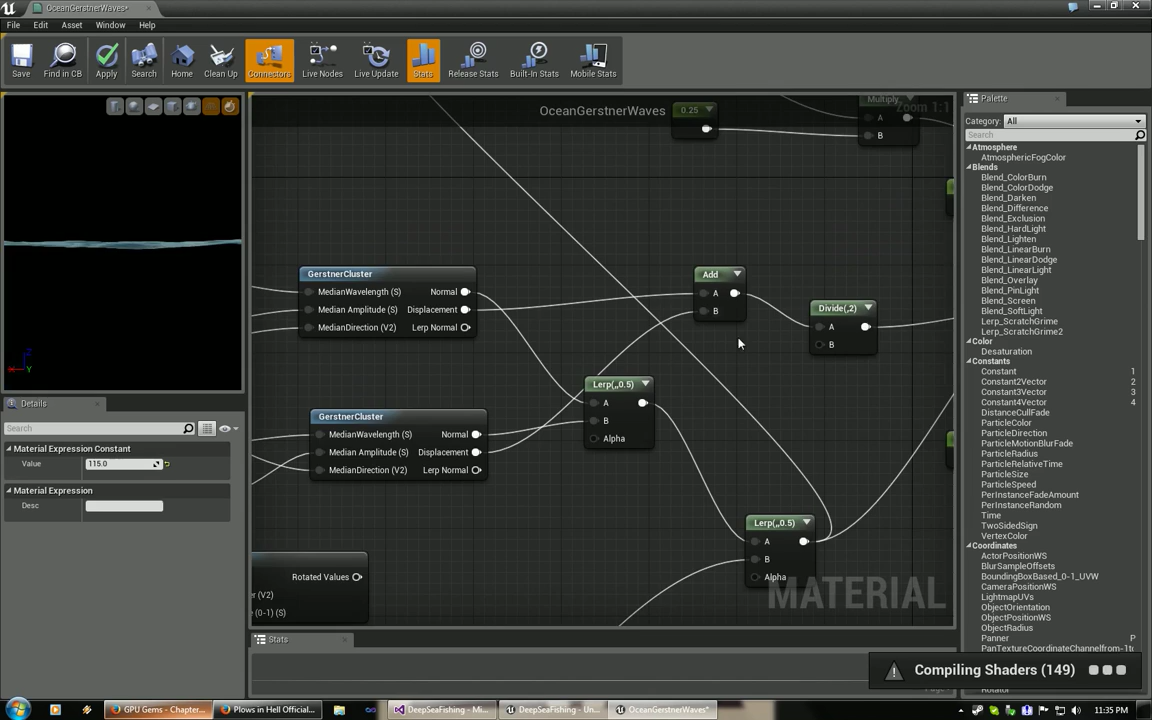 OceanGerstnerWaves*
File Edit Asset Window Help
Save Find in CB Apply Search Home Clean Up Connectors Live Nodes Live Update Stats Release Stats Built-In Stats Mobile Stats
OceanGerstnerWaves
Zoom 1:1
0.25
Multiply
A
B
GerstnerCluster
MedianWavelength (S) Normal
Median Amplitude (S) Displacement
MedianDirection (V2) Lerp Normal
Add
A
B
Divide(,2)
A
B
Lerp(,,0.5)
A
B
Alpha
GerstnerCluster
MedianWavelength (S) Normal
Median Amplitude (S) Displacement
MedianDirection (V2) Lerp Normal
Lerp(,,0.5)
A
B
Alpha
Rotated Values
(V2)
(0-1) (S)
MATERIAL
Z
X
Y
Details
Search
Material Expression Constant
Value 115.0
Material Expression
Desc
Stats
Palette
Category: All
Search
Atmosphere
AtmosphericFogColor
Blends
Blend_ColorBurn
Blend_ColorDodge
Blend_Darken
Blend_Difference
Blend_Exclusion
Blend_HardLight
Blend_Lighten
Blend_LinearBurn
Blend_LinearDodge
Blend_LinearLight
Blend_Overlay
Blend_PinLight
Blend_Screen
Blend_SoftLight
Lerp_ScratchGrime
Lerp_ScratchGrime2
Color
Desaturation
Constants
Constant 1
Constant2Vector 2
Constant3Vector 3
Constant4Vector 4
DistanceCullFade
ParticleColor
ParticleDirection
ParticleMotionBlurFade
ParticleRadius
ParticleRelativeTime
ParticleSize
ParticleSpeed
PerInstanceFadeAmount
PerInstanceRandom
Time
TwoSidedSign
VertexColor
Coordinates
ActorPositionWS
BlurSampleOffsets
BoundingBoxBased_0-1_UVW
CameraPositionWS
LightmapUVs
ObjectOrientation
ObjectPositionWS
ObjectRadius
Panner P
Compiling Shaders (149)
GPU Gems - Chapter... Plows in Hell Official... DeepSeaFishing - Mi... DeepSeaFishing - Un... OceanGerstnerWaves* 11:35 PM